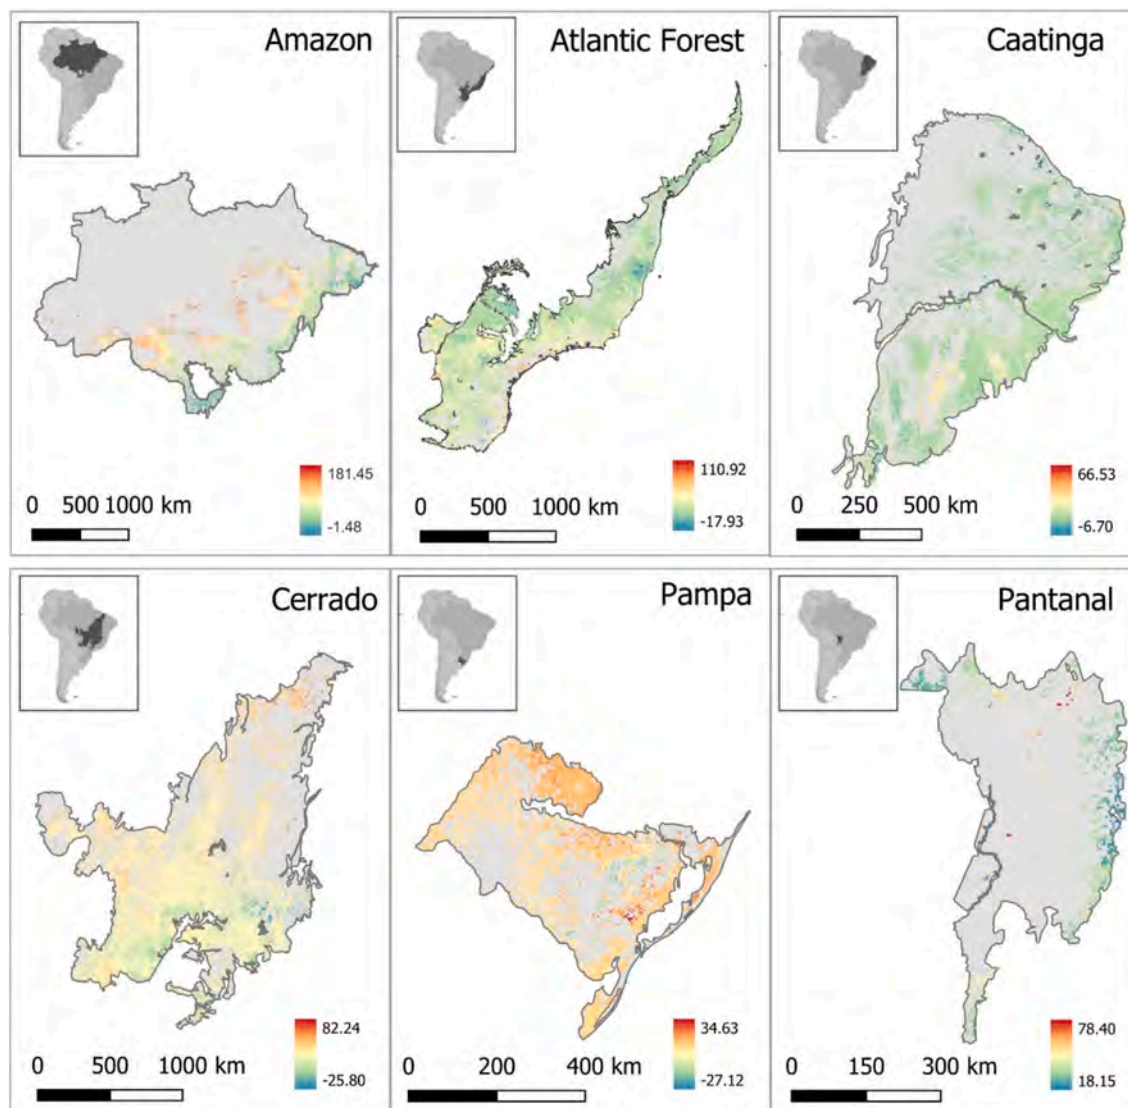 Amazon
181.45
-1.48
0 500 1000 km
Atlantic Forest
110.92
-17.93
0 500 1000 km
Caatinga
66.53
-6.70
0 250 500 km
Cerrado
82.24
-25.80
0 500 1000 km
Pampa
34.63
-27.12
0 200 400 km
Pantanal
78.40
18.15
0 150 300 km